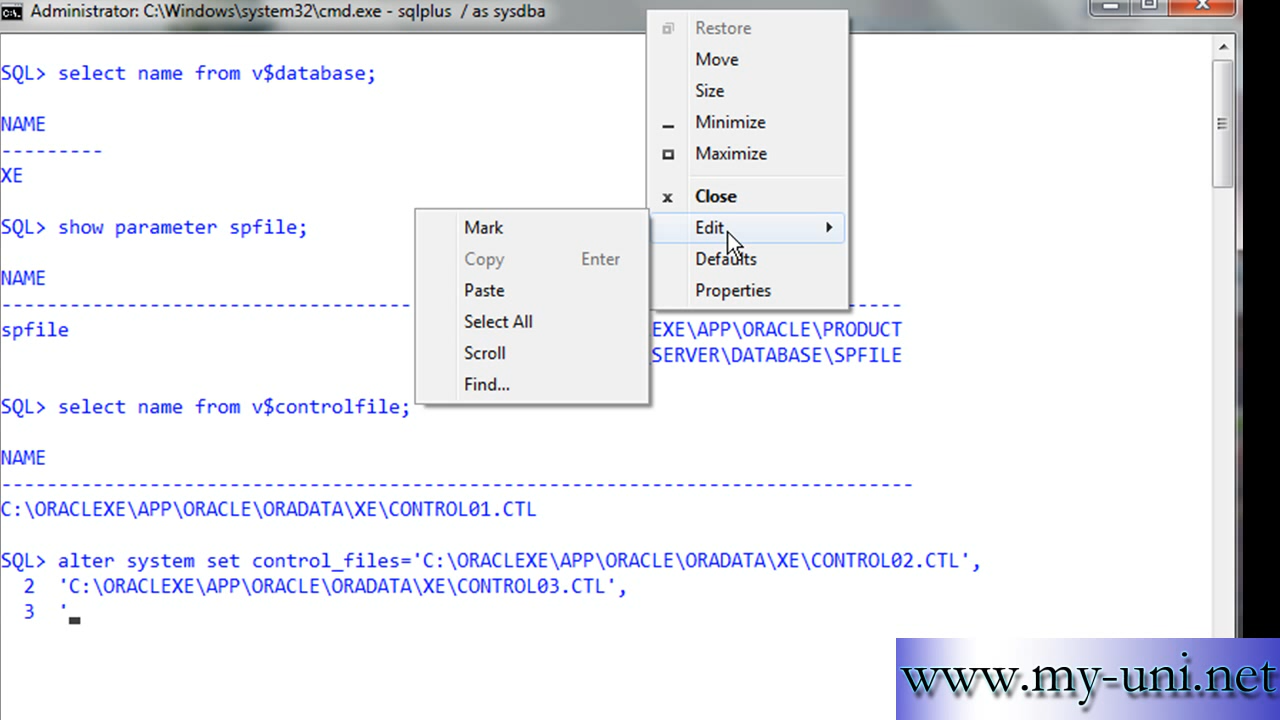 Administrator: C:\Windows\system32\cmd.exe - sqlplus / as sysdba
SQL> select name from v$database;
NAME
---------
XE
SQL> show parameter spfile;
NAME
spfile
EXE\APP\ORACLE\PRODUCT
SERVER\DATABASE\SPFILE
SQL> select name from v$controlfile;
NAME
--------------------------------------------------------------------------------
C:\ORACLEXE\APP\ORACLE\ORADATA\XE\CONTROL01.CTL
SQL> alter system set control_files='C:\ORACLEXE\APP\ORACLE\ORADATA\XE\CONTROL02.CTL',
2 'C:\ORACLEXE\APP\ORACLE\ORADATA\XE\CONTROL03.CTL',
3 '
Restore
Move
Size
Minimize
Maximize
Close
Edit
Defaults
Properties
Mark
Copy Enter
Paste
Select All
Scroll
Find...
www.my-uni.net